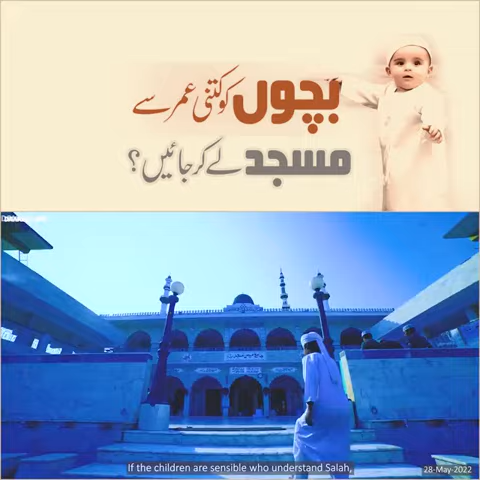 بچوں کو کتنی عمر سے
مسجد لے کر جائیں؟
If the children are sensible who understand Salah,
28-May-2022